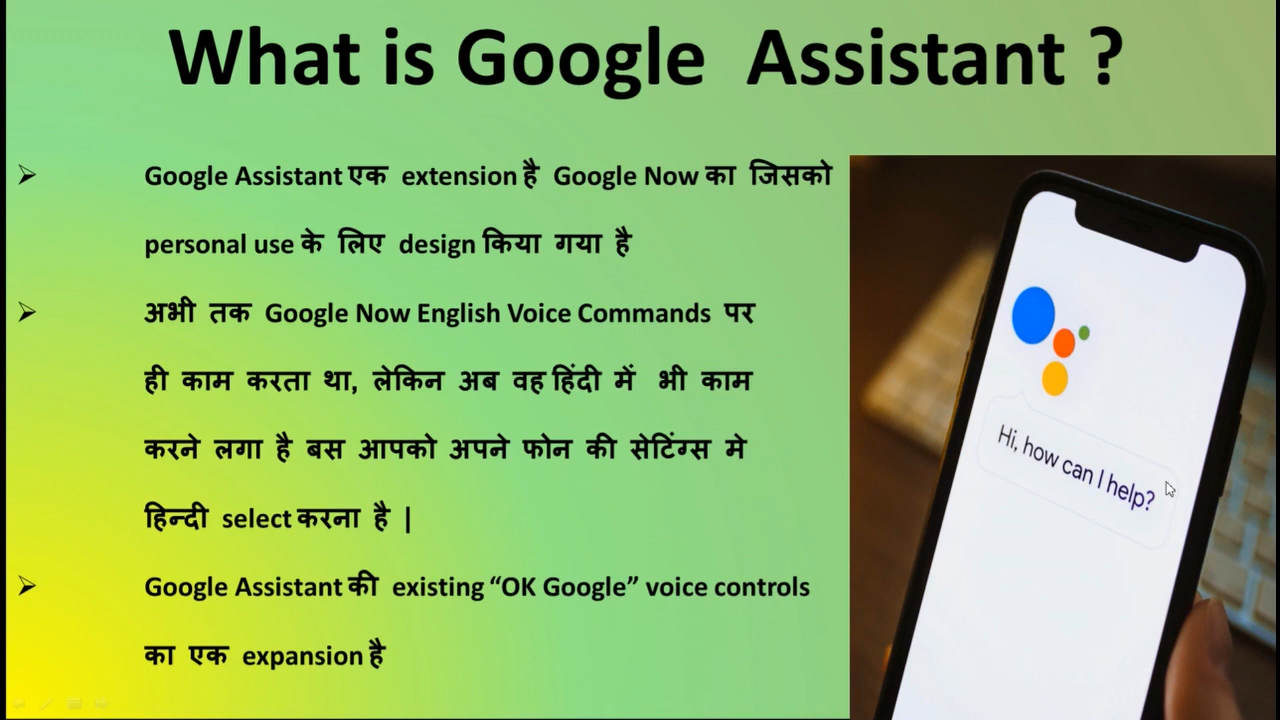 What is Google Assistant ?
Google Assistant एक extension है Google Now का जिसको
personal use के लिए design किया गया है
अभी तक Google Now English Voice Commands पर
ही काम करता था, लेकिन अब वह हिंदी में भी काम
करने लगा है बस आपको अपने फोन की सेटिंग्स मे
हिन्दी select करना है |
Google Assistant की existing “OK Google” voice controls
का एक expansion है
Hi, how can I help?